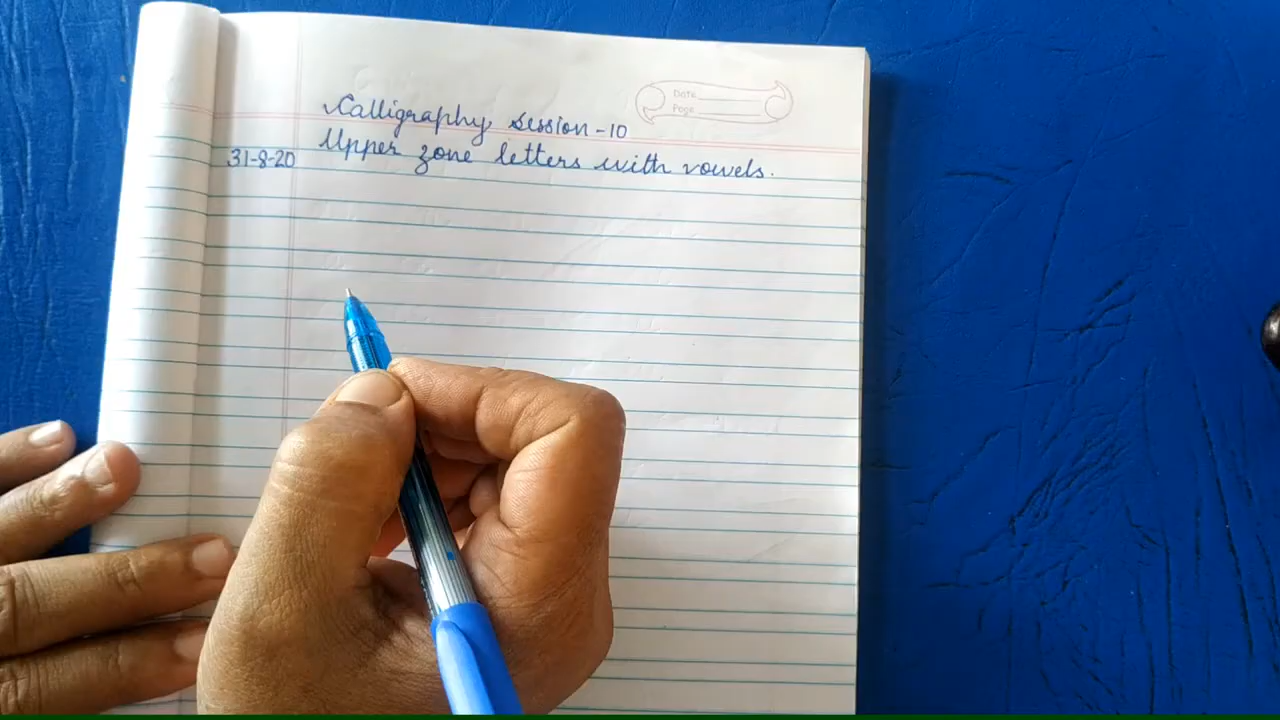 Calligraphy Session-10
Date
Page
31-8-20 Upper zone letters with vowels.